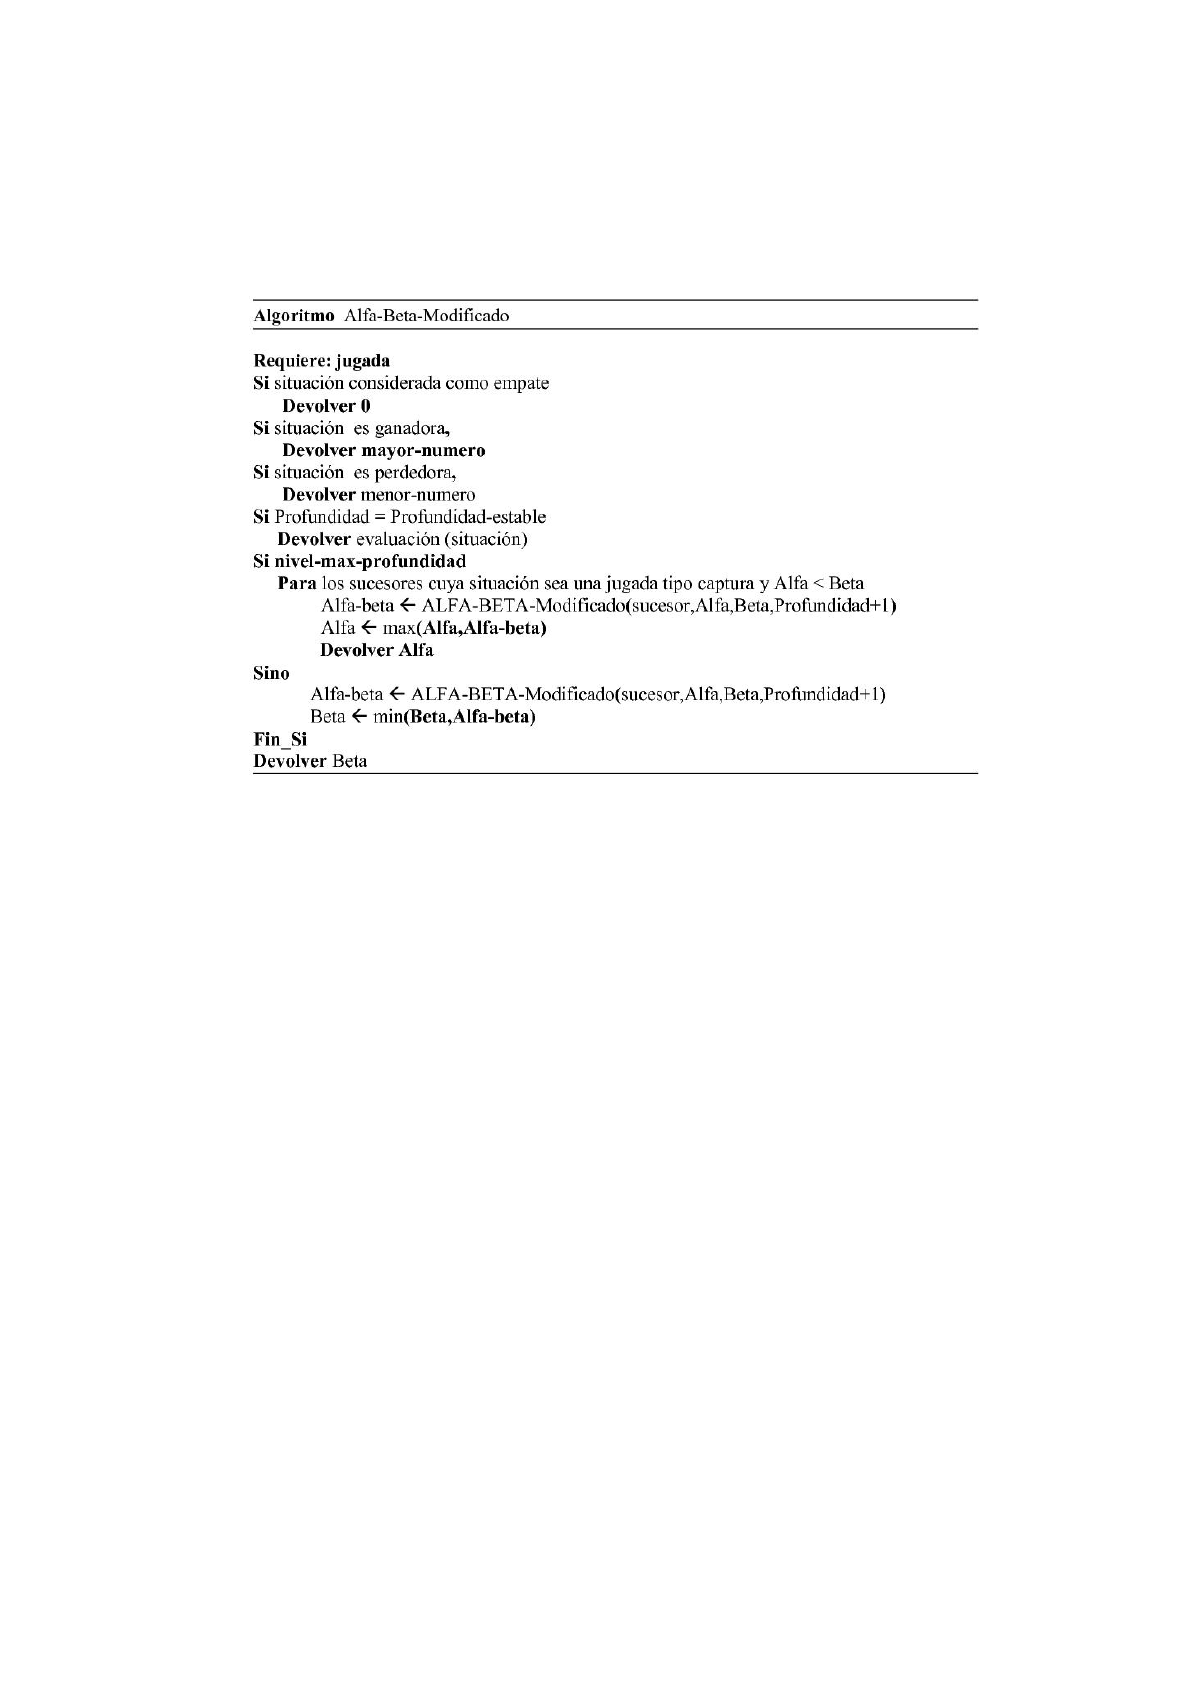 Algoritmo Alfa-Beta-Modificado
Requiere: jugada
Si situación considerada como empate
Devolver 0
Si situación es ganadora,
Devolver mayor-numero
Si situación es perdedora,
Devolver menor-numero
Si Profundidad = Profundidad-estable
Devolver evaluación (situación)
Si nivel-max-profundidad
Para los sucesores cuya situación sea una jugada tipo captura y Alfa < Beta
Alfa-beta ← ALFA-BETA-Modificado(sucesor,Alfa,Beta,Profundidad+1)
Alfa ← max(Alfa,Alfa-beta)
Devolver Alfa
Sino
Alfa-beta ← ALFA-BETA-Modificado(sucesor,Alfa,Beta,Profundidad+1)
Beta ← min(Beta,Alfa-beta)
Fin_Si
Devolver Beta